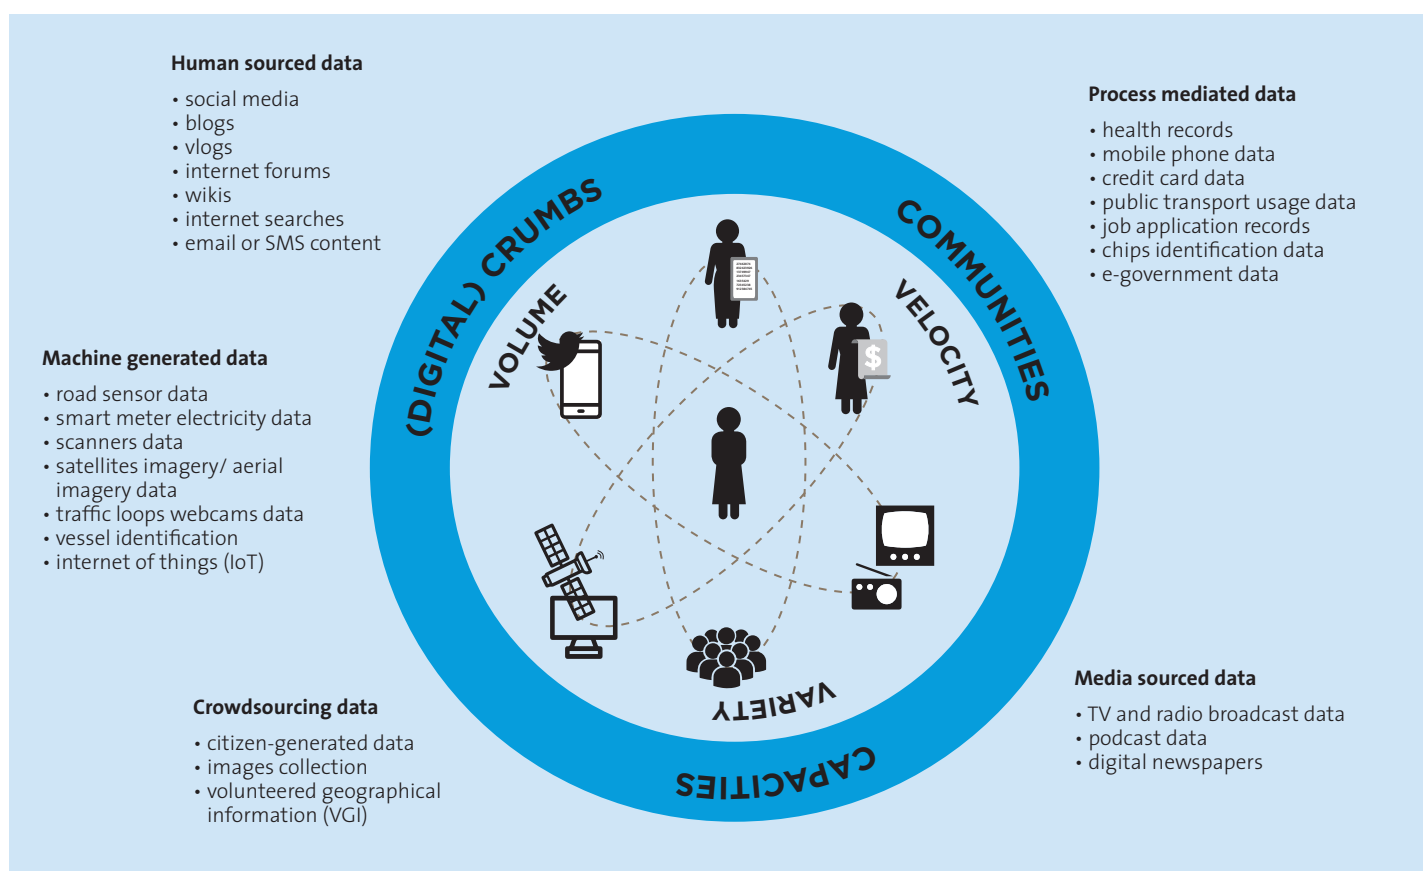 Human sourced data
• social media
• blogs
• vlogs
• internet forums
• wikis
• internet searches
• email or SMS content
Process mediated data
• health records
• mobile phone data
• credit card data
• public transport usage data
• job application records
• chips identification data
• e-government data
Machine generated data
• road sensor data
• smart meter electricity data
• scanners data
• satellites imagery/ aerial
imagery data
• traffic loops webcams data
• vessel identification
• internet of things (IoT)
Crowdsourcing data
• citizen-generated data
• images collection
• volunteered geographical
information (VGI)
Media sourced data
• TV and radio broadcast data
• podcast data
• digital newspapers
(DIGITAL) CRUMBS
COMMUNITIES
CAPACITIES
VOLUME
VELOCITY
VARIETY
$